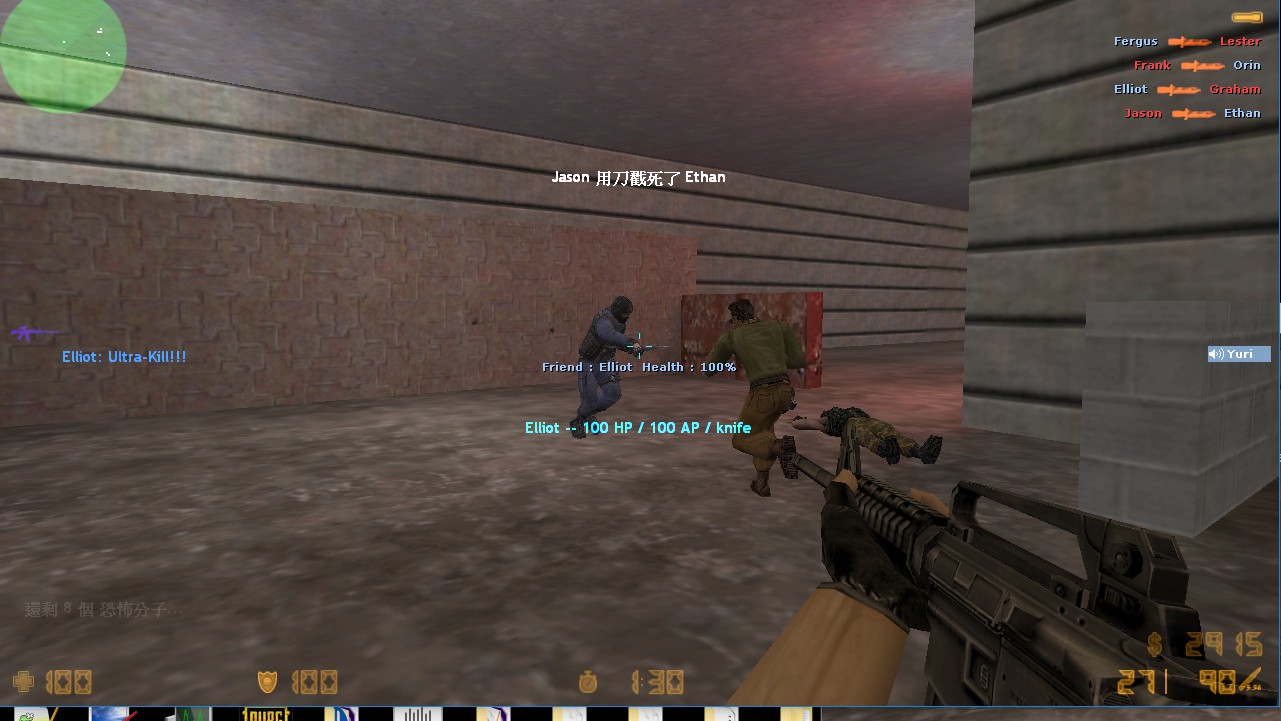 Fergus Lester
Frank Orin
Elliot Graham
Jason Ethan
Jason 用刀戳死了 Ethan
Elliot: Ultra-Kill!!!
Yuri
Friend : Elliot Health : 100%
Elliot -- 100 HP / 100 AP / knife
還剩 8 個 恐怖分子...
$ 2915
100 100 1:30 27 | 90